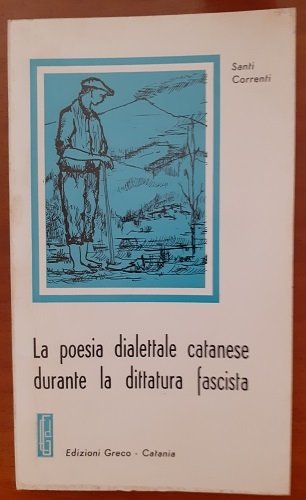 Santi
Correnti
La poesia dialettale catanese
durante la dittatura fascista
Edizioni Greco - Catania